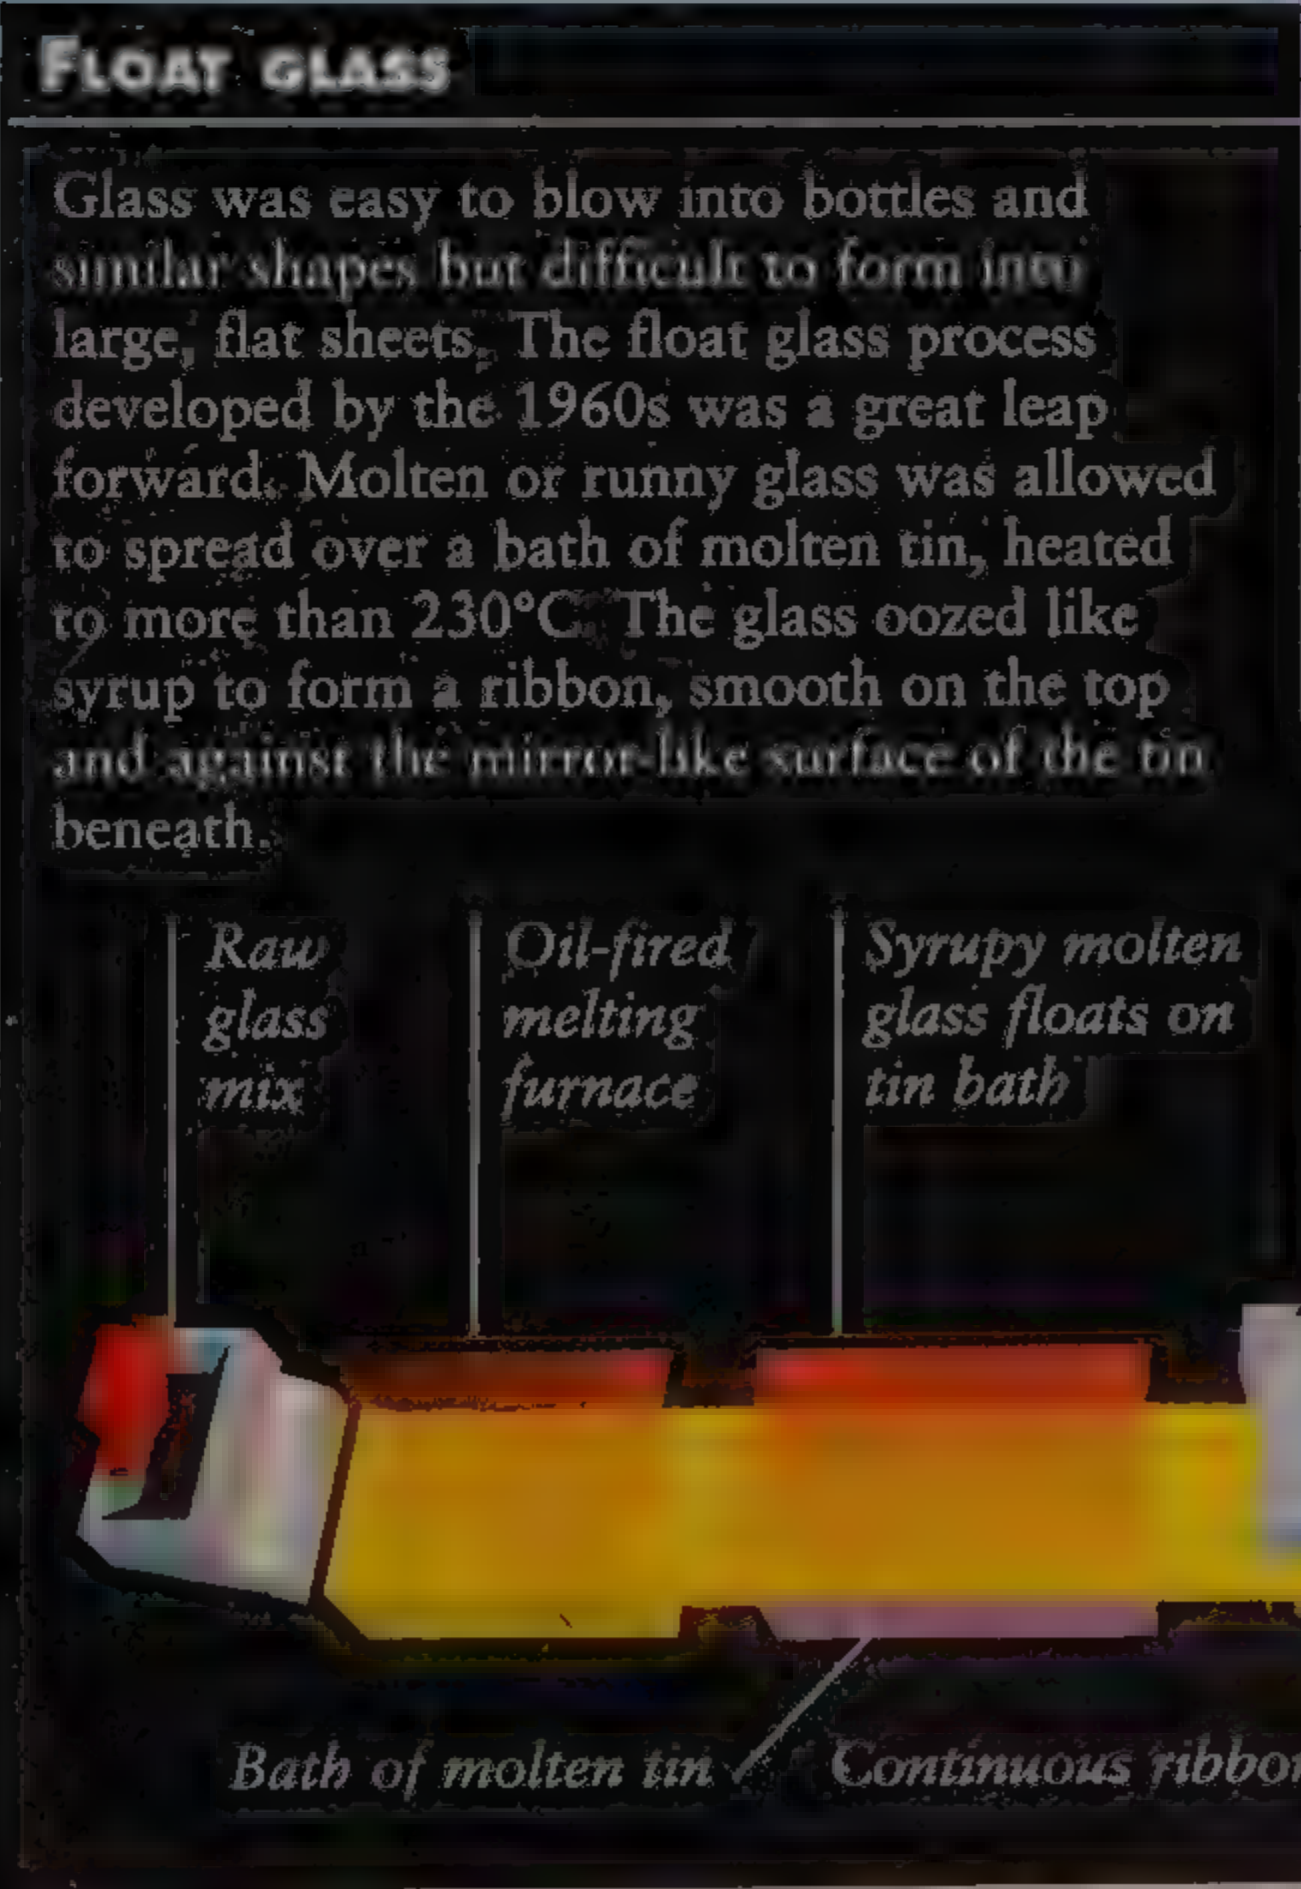 FLOAT GLASS
Glass was easy to blow into bottles and
similar shapes but difficult to form into
large, flat sheets. The float glass process
developed by the 1960s was a great leap
forward. Molten or runny glass was allowed
to spread over a bath of molten tin, heated
to more than 230°C. The glass oozed like
syrup to form a ribbon, smooth on the top
and against the mirror-like surface of the tin
beneath.
Raw
glass
mix
Oil-fired
melting
furnace
Syrupy molten
glass floats on
tin bath
Bath of molten tin
Continuous ribbon